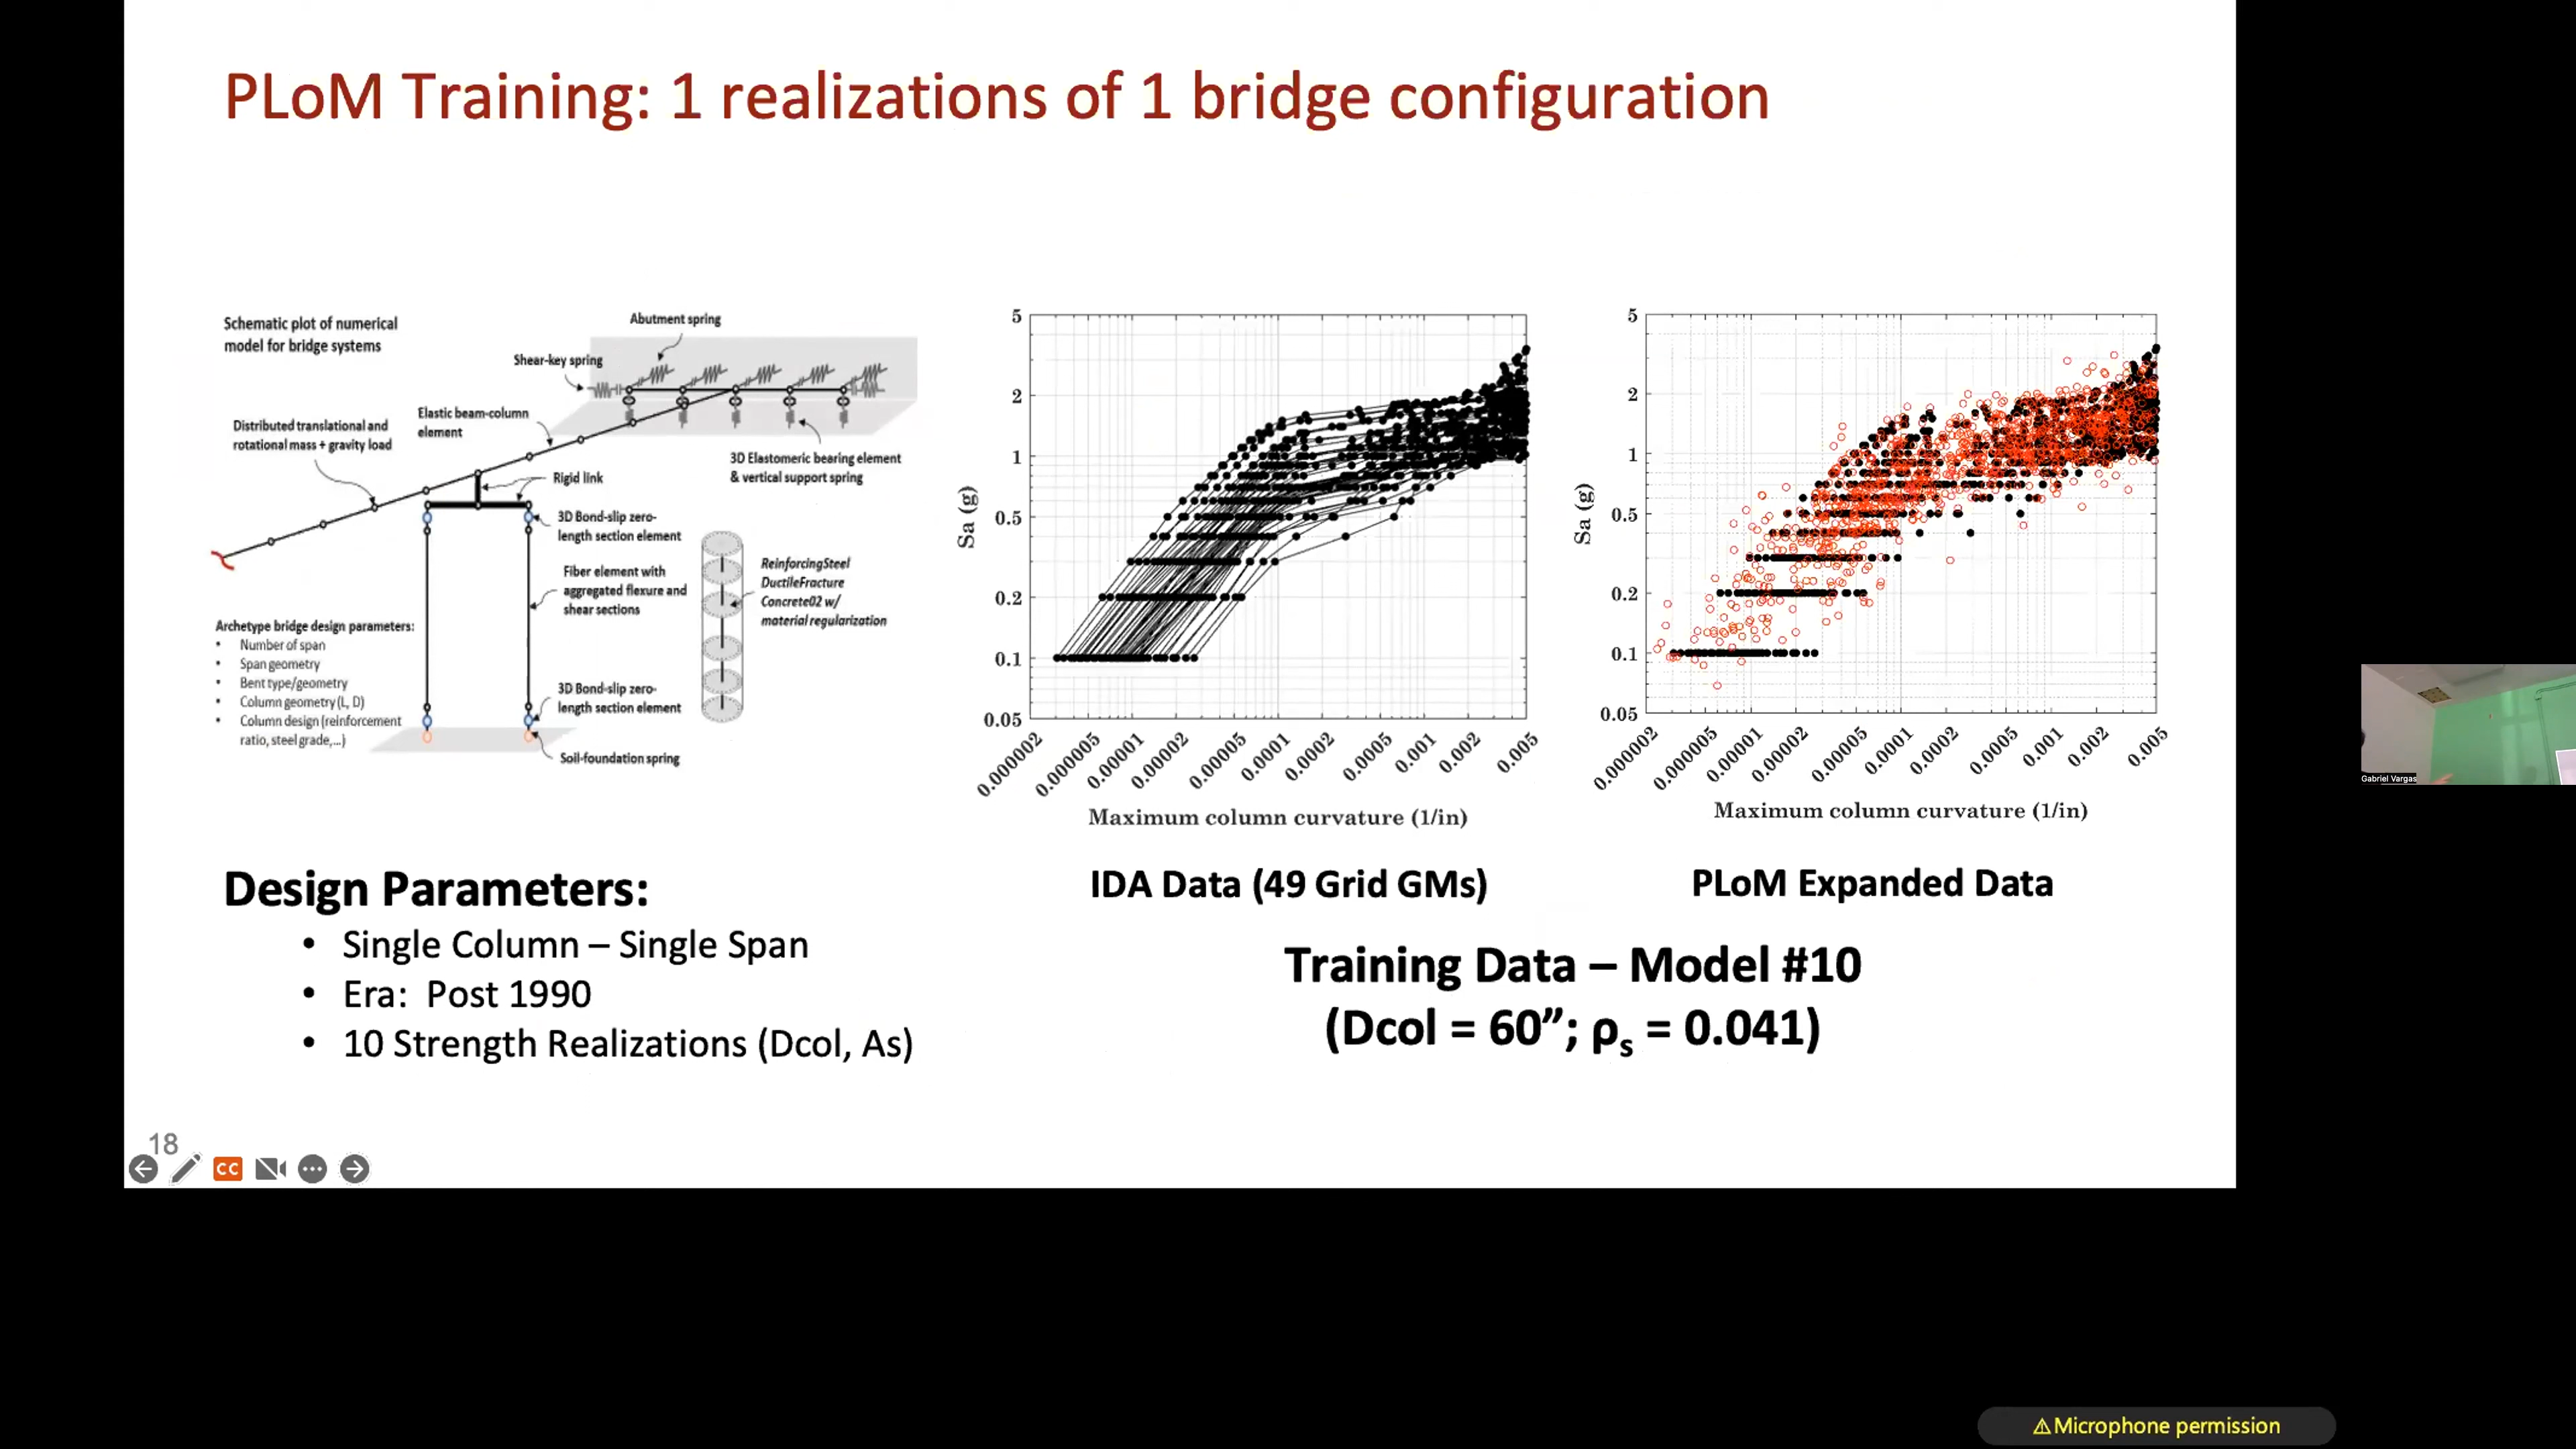 PLoM Training: 1 realizations of 1 bridge configuration
Schematic plot of numerical
model for bridge systems
Abutment spring
Shear-key spring
Distributed translational and
rotational mass + gravity load
Elastic beam-column
element
Rigid link
3D Elastomeric bearing element
& vertical support spring
3D Bond-slip zero-
length section element
Fiber element with
aggregated flexure and
shear sections
ReinforcingSteel
DuctileFracture
Concrete02 w/
material regularization
Archetype bridge design parameters:
• Number of span
• Span geometry
• Bent type/geometry
• Column geometry (L, D)
• Column design (reinforcement
ratio, steel grade,...)
3D Bond-slip zero-
length section element
Soil-foundation spring
5
2
1
0.5
0.2
0.1
0.05
Sa (g)
0.000002
0.000005
0.00001
0.00002
0.00005
0.0001
0.0002
0.0005
0.001
0.002
0.005
Maximum column curvature (1/in)
5
2
1
0.5
0.2
0.1
0.05
Sa (g)
0.000002
0.000005
0.00001
0.00002
0.00005
0.0001
0.0002
0.0005
0.001
0.002
0.005
Maximum column curvature (1/in)
IDA Data (49 Grid GMs)
PLoM Expanded Data
Training Data – Model #10
(Dcol = 60”; ρs = 0.041)
Design Parameters:
• Single Column – Single Span
• Era: Post 1990
• 10 Strength Realizations (Dcol, As)
18
CC
Gabriel Vargas
Microphone permission